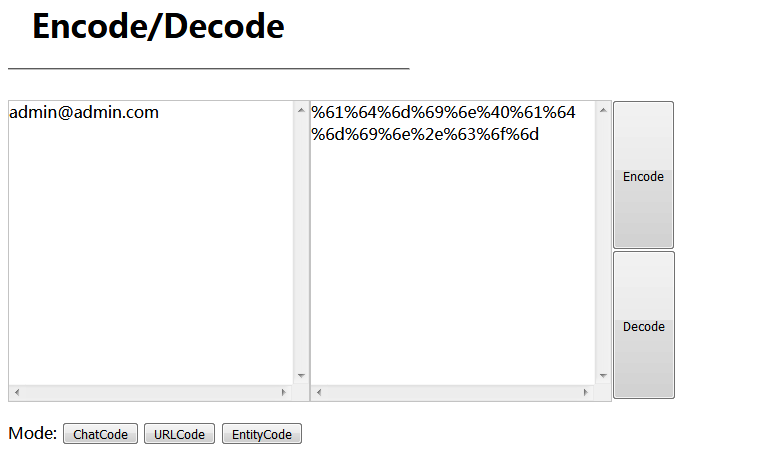 Encode/Decode
admin@admin.com
%61%64%6d%69%6e%40%61%64
%6d%69%6e%2e%63%6f%6d
Encode
Decode
Mode: ChatCode URLCode EntityCode